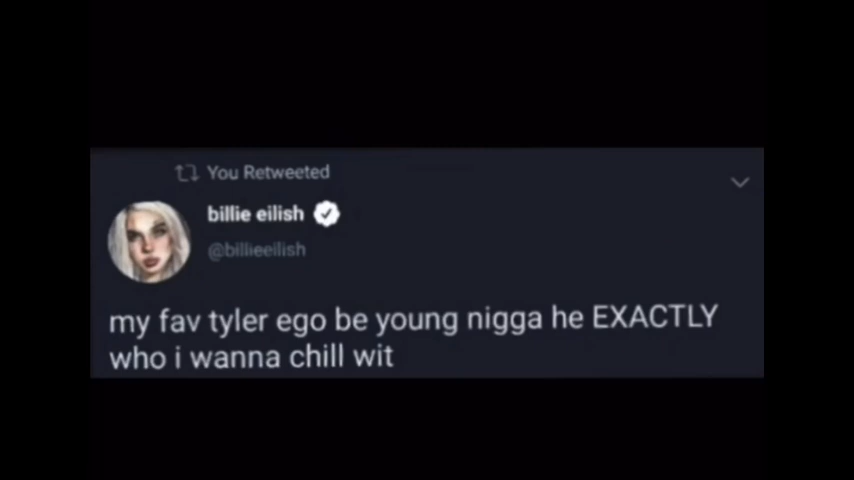 You Retweeted
billie eilish
@billieeilish
my fav tyler ego be young nigga he EXACTLY
who i wanna chill wit